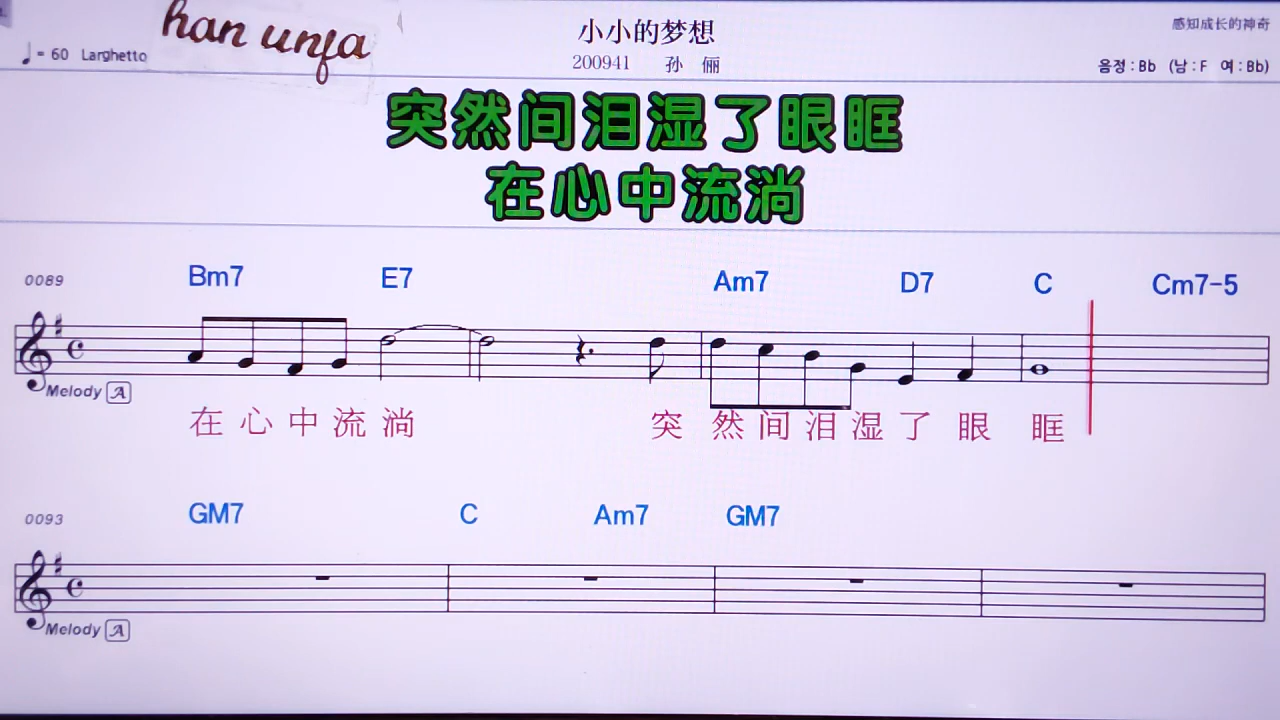 han unja
小小的梦想
感知成长的神奇
♩= 60 Larghetto
200941 孙 俪
음정 : Bb (남 : F 여 : Bb)
突然间泪湿了眼眶
在心中流淌
0089 Bm7 E7 Am7 D7 C Cm7-5
Melody A
在 心 中 流 淌 突 然 间 泪 湿 了 眼 眶
0093 GM7 C Am7 GM7
Melody A